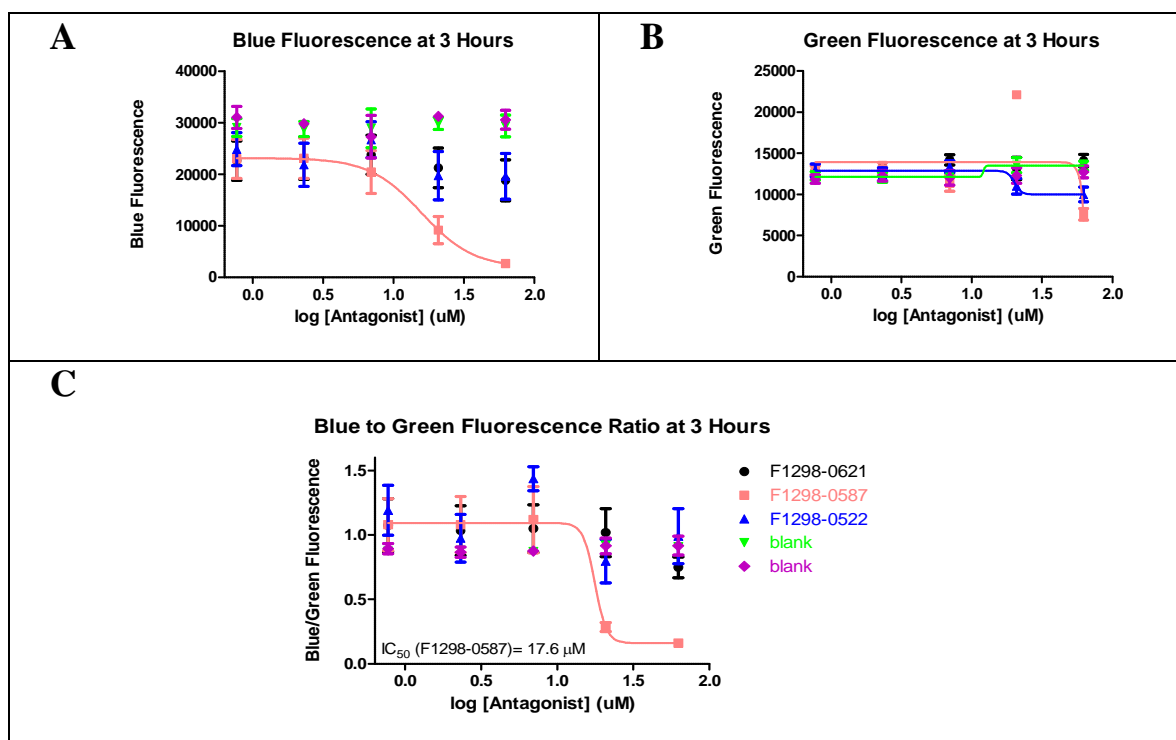 A
Blue Fluorescence at 3 Hours
40000
30000
20000
10000
0
Blue Fluorescence
0.0 0.5 1.0 1.5 2.0
log [Antagonist] (uM)
B
Green Fluorescence at 3 Hours
25000
20000
15000
10000
5000
0
Green Fluorescence
0.0 0.5 1.0 1.5 2.0
log [Antagonist] (uM)
C
Blue to Green Fluorescence Ratio at 3 Hours
1.5
1.0
0.5
0.0
Blue/Green Fluorescence
IC50 (F1298-0587)= 17.6 μM
0.0 0.5 1.0 1.5 2.0
log [Antagonist] (uM)
F1298-0621
F1298-0587
F1298-0522
blank
blank